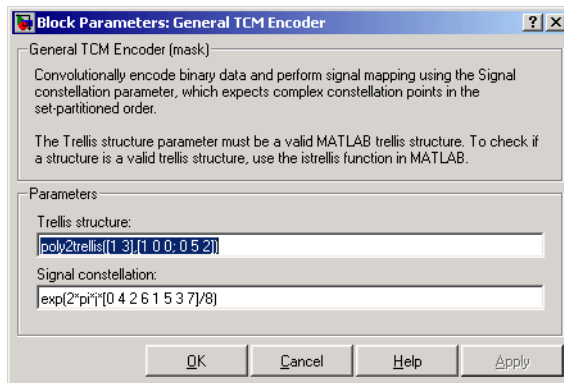 Block Parameters: General TCM Encoder
General TCM Encoder (mask)
Convolutionally encode binary data and perform signal mapping using the Signal
constellation parameter, which expects complex constellation points in the
set-partitioned order.
The Trellis structure parameter must be a valid MATLAB trellis structure. To check if
a structure is a valid trellis structure, use the istrellis function in MATLAB.
Parameters
Trellis structure:
poly2trellis([1 3],[1 0 0; 0 5 2])
Signal constellation:
exp(2*pi*j*[0 4 2 6 1 5 3 7]/8)
OK Cancel Help Apply